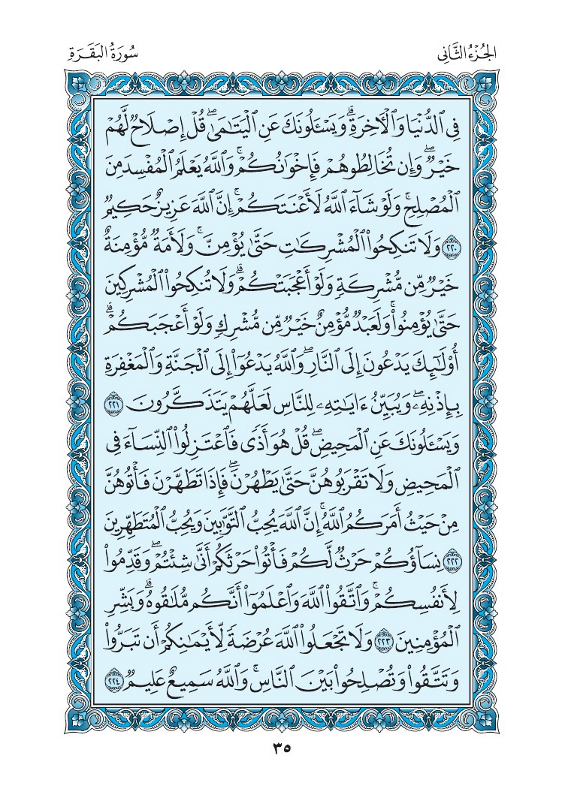 الجُزْءُ الثَّانِي
سُورَةُ البَقَرَةِ
فِي ٱلدُّنۡيَا وَٱلۡأٓخِرَةِۗ وَيَسۡـَٔلُونَكَ عَنِ ٱلۡيَتَٰمَىٰۖ قُلۡ إِصۡلَاحٞ لَّهُمۡ
خَيۡرٞۖ وَإِن تُخَالِطُوهُمۡ فَإِخۡوَٰنُكُمۡۚ وَٱللَّهُ يَعۡلَمُ ٱلۡمُفۡسِدَ مِنَ
ٱلۡمُصۡلِحِۚ وَلَوۡ شَآءَ ٱللَّهُ لَأَعۡنَتَكُمۡۚ إِنَّ ٱللَّهَ عَزِيزٌ حَكِيمٞ
٢٢٠ وَلَا تَنكِحُواْ ٱلۡمُشۡرِكَٰتِ حَتَّىٰ يُؤۡمِنَّۚ وَلَأَمَةٞ مُّؤۡمِنَةٌ
خَيۡرٞ مِّن مُّشۡرِكَةٖ وَلَوۡ أَعۡجَبَتۡكُمۡۗ وَلَا تُنكِحُواْ ٱلۡمُشۡرِكِينَ
حَتَّىٰ يُؤۡمِنُواْۚ وَلَعَبۡدٞ مُّؤۡمِنٌ خَيۡرٞ مِّن مُّشۡرِكٖ وَلَوۡ أَعۡجَبَكُمۡۗ
أُوْلَٰٓئِكَ يَدۡعُونَ إِلَى ٱلنَّارِۖ وَٱللَّهُ يَدۡعُوٓاْ إِلَى ٱلۡجَنَّةِ وَٱلۡمَغۡفِرَةِ
بِإِذۡنِهِۦۖ وَيُبَيِّنُ ءَايَٰتِهِۦ لِلنَّاسِ لَعَلَّهُمۡ يَتَذَكَّرُونَ ٢٢١
وَيَسۡـَٔلُونَكَ عَنِ ٱلۡمَحِيضِۖ قُلۡ هُوَ أَذٗى فَٱعۡتَزِلُواْ ٱلنِّسَآءَ فِي
ٱلۡمَحِيضِ وَلَا تَقۡرَبُوهُنَّ حَتَّىٰ يَطۡهُرۡنَۖ فَإِذَا تَطَهَّرۡنَ فَأۡتُوهُنَّ
مِنۡ حَيۡثُ أَمَرَكُمُ ٱللَّهُۚ إِنَّ ٱللَّهَ يُحِبُّ ٱلتَّوَّٰبِينَ وَيُحِبُّ ٱلۡمُتَطَهِّرِينَ
٢٢٢ نِسَآؤُكُمۡ حَرۡثٞ لَّكُمۡ فَأۡتُواْ حَرۡثَكُمۡ أَنَّىٰ شِئۡتُمۡۖ وَقَدِّمُواْ
لِأَنفُسِكُمۡۚ وَٱتَّقُواْ ٱللَّهَ وَٱعۡلَمُوٓاْ أَنَّكُم مُّلَٰقُوهُۗ وَبَشِّرِ
ٱلۡمُؤۡمِنِينَ ٢٢٣ وَلَا تَجۡعَلُواْ ٱللَّهَ عُرۡضَةٗ لِّأَيۡمَٰنِكُمۡ أَن تَبَرُّواْ
وَتَتَّقُواْ وَتُصۡلِحُواْ بَيۡنَ ٱلنَّاسِۚ وَٱللَّهُ سَمِيعٌ عَلِيمٞ ٢٢٤
٣٥